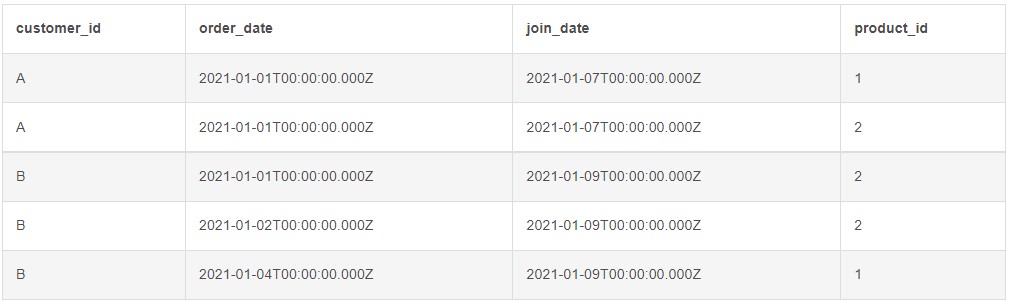 customer_id order_date join_date product_id
A 2021-01-01T00:00:00.000Z 2021-01-07T00:00:00.000Z 1
A 2021-01-01T00:00:00.000Z 2021-01-07T00:00:00.000Z 2
B 2021-01-01T00:00:00.000Z 2021-01-09T00:00:00.000Z 2
B 2021-01-02T00:00:00.000Z 2021-01-09T00:00:00.000Z 2
B 2021-01-04T00:00:00.000Z 2021-01-09T00:00:00.000Z 1